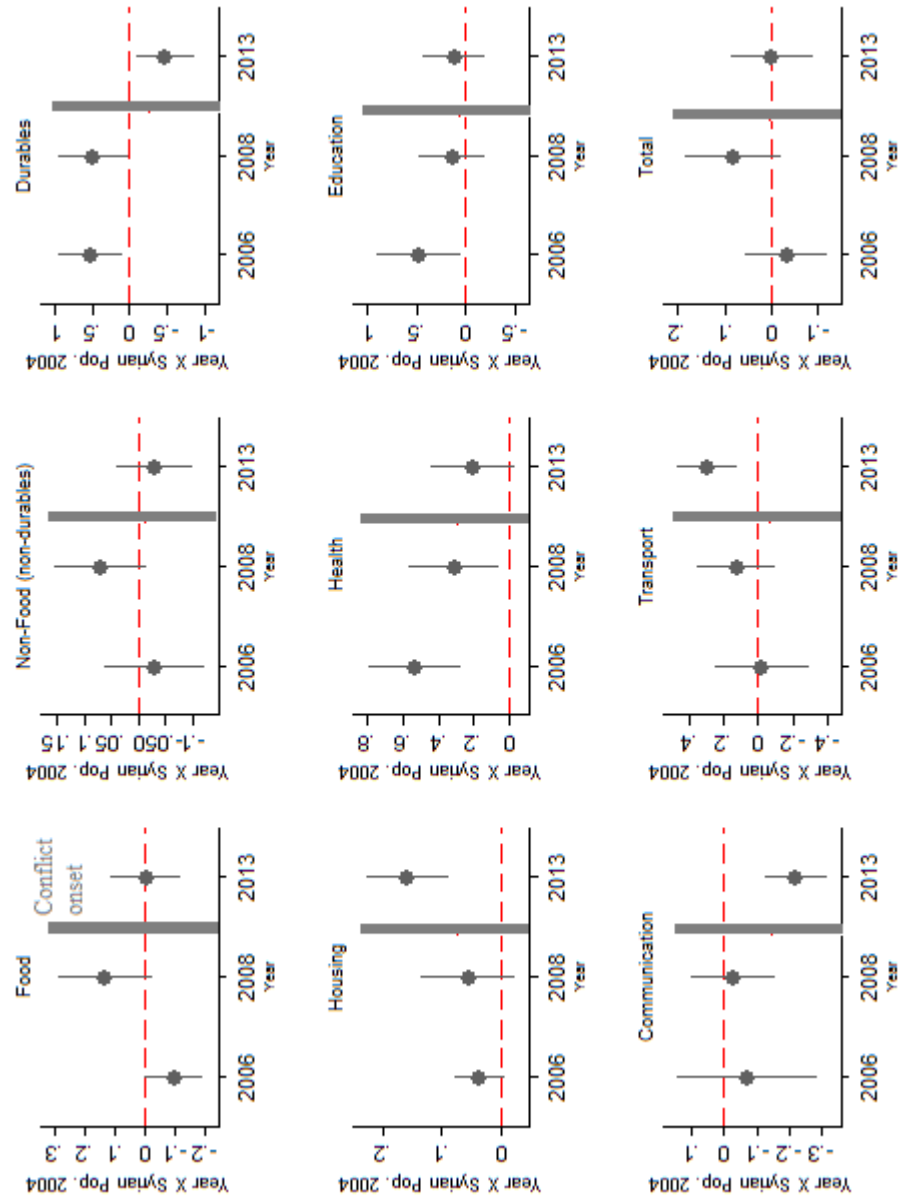 Food
Year X Syrian Pop. 2004
.3
.2
.1
0
-.1
-.2
Conflict
onset
2006 2008 2013
Year
Non-Food (non-durables)
Year X Syrian Pop. 2004
.15
.1
.05
0
-.05
-.1
2006 2008 2013
Year
Durables
Year X Syrian Pop. 2004
1
.5
0
-.5
-1
2006 2008 2013
Year
Housing
Year X Syrian Pop. 2004
.2
.1
0
2006 2008 2013
Year
Health
Year X Syrian Pop. 2004
.8
.6
.4
.2
0
2006 2008 2013
Year
Education
Year X Syrian Pop. 2004
1
.5
0
-.5
2006 2008 2013
Year
Communication
Year X Syrian Pop. 2004
.1
0
-.1
-.2
-.3
2006 2008 2013
Year
Transport
Year X Syrian Pop. 2004
.4
.2
0
-.2
-.4
2006 2008 2013
Year
Total
Year X Syrian Pop. 2004
.2
.1
0
-.1
2006 2008 2013
Year